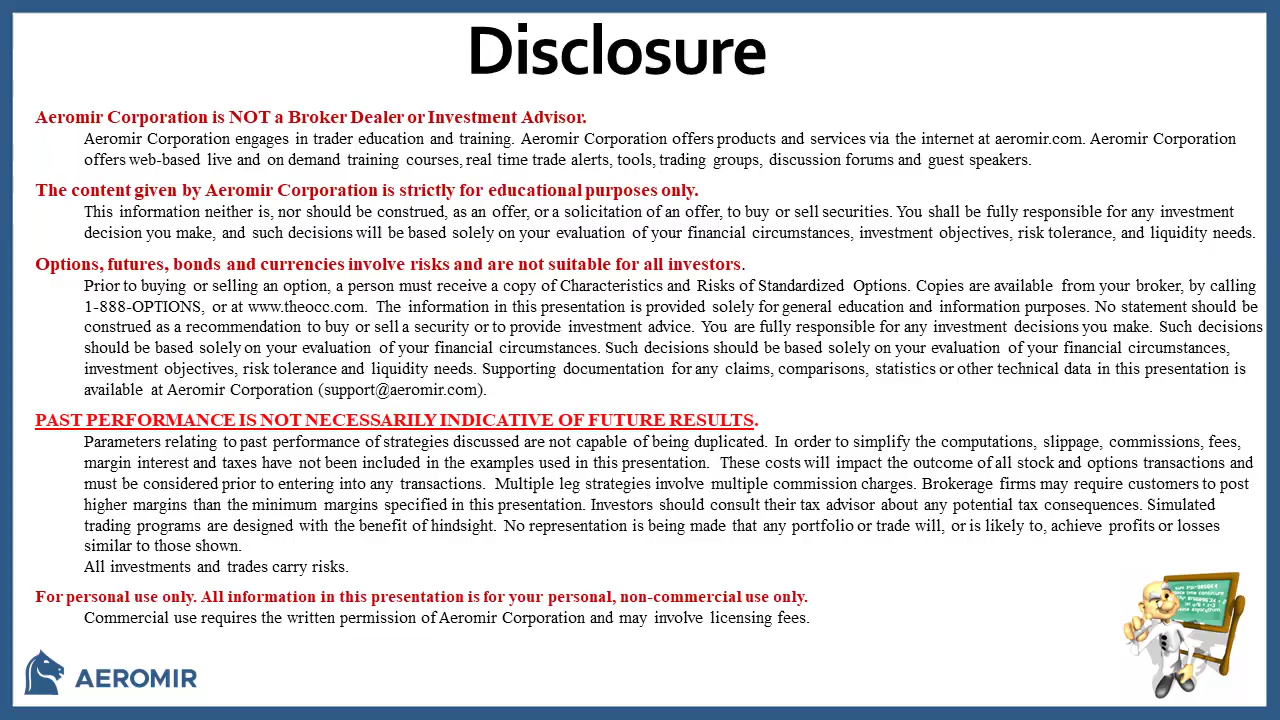 Disclosure
Aeromir Corporation is NOT a Broker Dealer or Investment Advisor.
Aeromir Corporation engages in trader education and training. Aeromir Corporation offers products and services via the internet at aeromir.com. Aeromir Corporation
offers web-based live and on demand training courses, real time trade alerts, tools, trading groups, discussion forums and guest speakers.
The content given by Aeromir Corporation is strictly for educational purposes only.
This information neither is, nor should be construed, as an offer, or a solicitation of an offer, to buy or sell securities. You shall be fully responsible for any investment
decision you make, and such decisions will be based solely on your evaluation of your financial circumstances, investment objectives, risk tolerance, and liquidity needs.
Options, futures, bonds and currencies involve risks and are not suitable for all investors.
Prior to buying or selling an option, a person must receive a copy of Characteristics and Risks of Standardized Options. Copies are available from your broker, by calling
1-888-OPTIONS, or at www.theocc.com. The information in this presentation is provided solely for general education and information purposes. No statement should be
construed as a recommendation to buy or sell a security or to provide investment advice. You are fully responsible for any investment decisions you make. Such decisions
should be based solely on your evaluation of your financial circumstances. Such decisions should be based solely on your evaluation of your financial circumstances,
investment objectives, risk tolerance and liquidity needs. Supporting documentation for any claims, comparisons, statistics or other technical data in this presentation is
available at Aeromir Corporation (support@aeromir.com).
PAST PERFORMANCE IS NOT NECESSARILY INDICATIVE OF FUTURE RESULTS.
Parameters relating to past performance of strategies discussed are not capable of being duplicated. In order to simplify the computations, slippage, commissions, fees,
margin interest and taxes have not been included in the examples used in this presentation. These costs will impact the outcome of all stock and options transactions and
must be considered prior to entering into any transactions. Multiple leg strategies involve multiple commission charges. Brokerage firms may require customers to post
higher margins than the minimum margins specified in this presentation. Investors should consult their tax advisor about any potential tax consequences. Simulated
trading programs are designed with the benefit of hindsight. No representation is being made that any portfolio or trade will, or is likely to, achieve profits or losses
similar to those shown.
All investments and trades carry risks.
For personal use only. All information in this presentation is for your personal, non-commercial use only.
Commercial use requires the written permission of Aeromir Corporation and may involve licensing fees.
AEROMIR